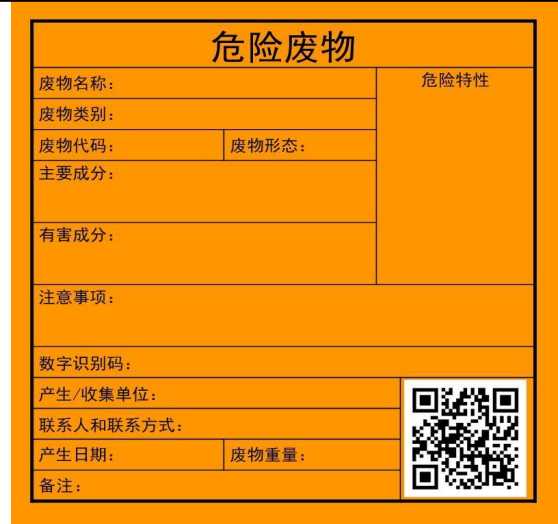 危险废物
废物名称：
危险特性
废物类别：
废物代码：
废物形态：
主要成分：
有害成分：
注意事项：
数字识别码：
产生/收集单位：
联系人和联系方式：
产生日期：
废物重量：
备注：